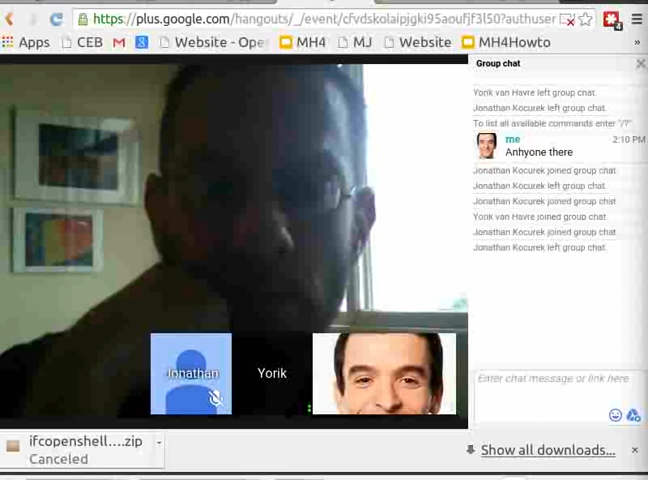 https://plus.google.com/hangouts/_/event/cfvdskolaipjgki95aoufjf3l50?authuser
Apps CEB Website - Ope MH4 MJ Website MH4Howto »
Group chat
Yorik van Havre left group chat.
Jonathan Kocurek left group chat.
To list all available commands enter "/?"
me 2:10 PM
Anhyone there
Jonathan Kocurek joined group chat
Jonathan Kocurek left group chat.
Jonathan Kocurek joined group chat
Yorik van Havre joined group chat
Jonathan Kocurek joined group chat
Jonathan Kocurek left group chat.
Jonathan
Yorik
Enter chat message or link here
ifcopenshell....zip
Canceled
Show all downloads...